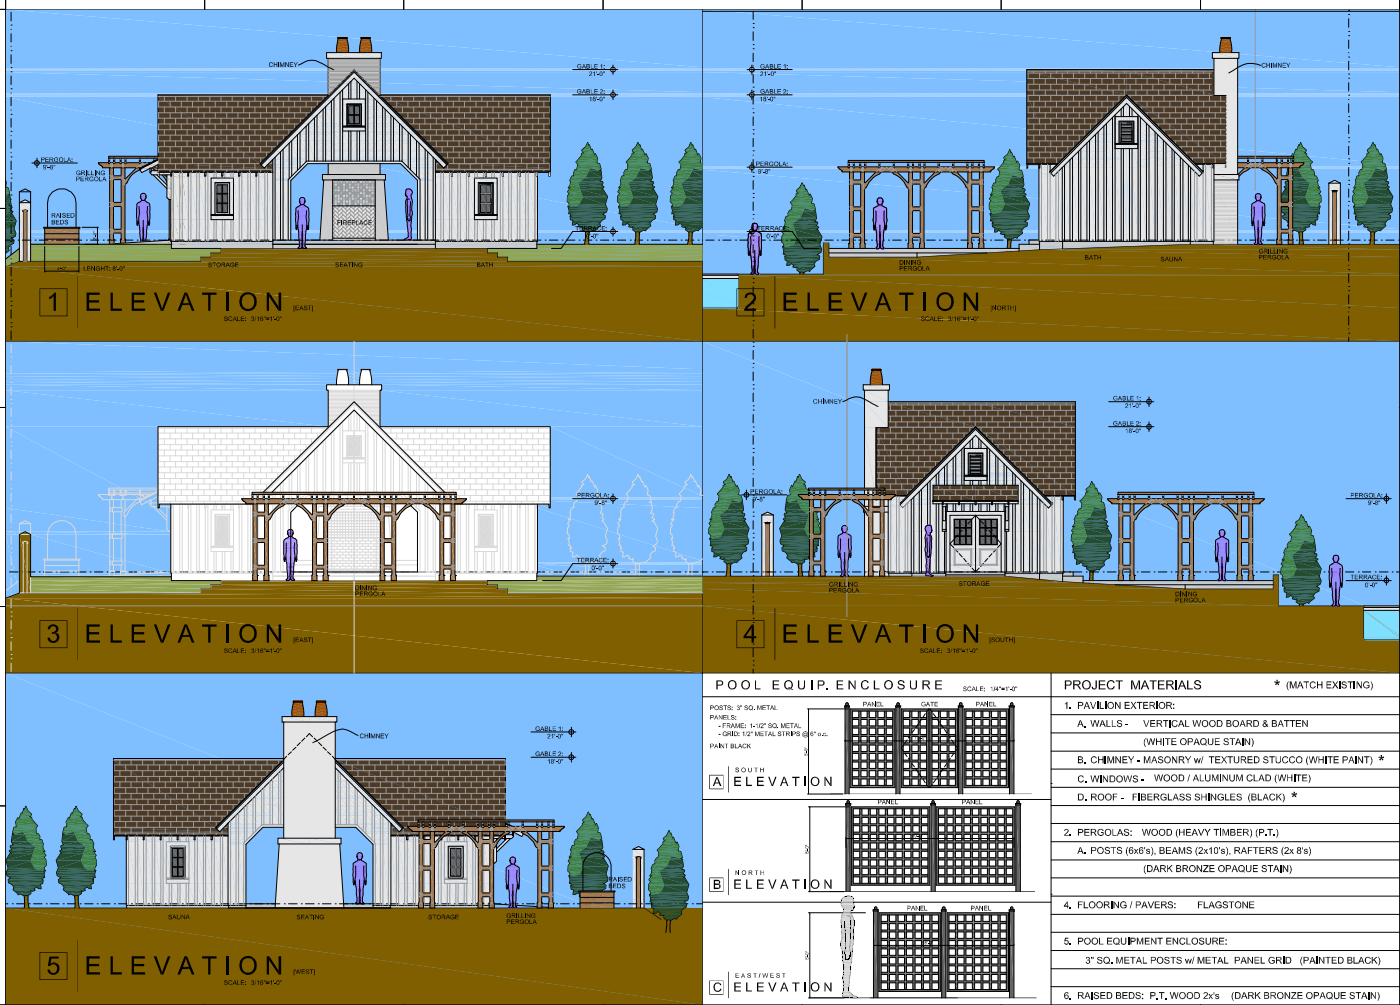 CHIMNEY
GABLE 1:
21'-0"
GABLE 2:
18'-0"
PERGOLA:
9'-8"
GRILLING
PERGOLA
RAISED
BEDS
FIREPLACE
TERRACE:
0'-0"
LENGHT: 8'-0"
STORAGE
SEATING
BATH
1 ELEVATION [EAST]
SCALE: 3/16"=1'-0"
GABLE 1:
21'-0"
GABLE 2:
18'-0"
CHIMNEY
PERGOLA:
9'-8"
TERRACE:
0'-0"
DINING
PERGOLA
BATH
SAUNA
GRILLING
PERGOLA
2 ELEVATION [NORTH]
SCALE: 3/16"=1'-0"
PERGOLA:
9'-8"
TERRACE:
0'-0"
DINING
PERGOLA
3 ELEVATION [EAST]
SCALE: 3/16"=1'-0"
CHIMNEY
GABLE 1:
21'-0"
GABLE 2:
18'-0"
PERGOLA:
PERGOLA:
9'-8"
TERRACE:
0'-0"
GRILLING
PERGOLA
STORAGE
DINING
PERGOLA
4 ELEVATION [SOUTH]
SCALE: 3/16"=1'-0"
CHIMNEY
GABLE 1:
21'-0"
GABLE 2:
18'-0"
RAISED
BEDS
SAUNA
SEATING
STORAGE
GRILLING
PERGOLA
5 ELEVATION [WEST]
SCALE: 3/16"=1'-0"
POOL EQUIP. ENCLOSURE SCALE: 1/4"=1'-0"
POSTS: 3" SQ. METAL
PANELS:
- FRAME: 1-1/2" SQ. METAL
- GRID: 1/2" METAL STRIPS @ 6" o.c.
PAINT BLACK
PANEL GATE PANEL
A SOUTH
ELEVATION
PANEL PANEL
B NORTH
ELEVATION
PANEL PANEL
C EAST/WEST
ELEVATION
PROJECT MATERIALS * (MATCH EXISTING)
1. PAVILION EXTERIOR:
A. WALLS - VERTICAL WOOD BOARD & BATTEN
(WHITE OPAQUE STAIN)
B. CHIMNEY - MASONRY w/ TEXTURED STUCCO (WHITE PAINT) *
C. WINDOWS - WOOD / ALUMINUM CLAD (WHITE)
D. ROOF - FIBERGLASS SHINGLES (BLACK) *
2. PERGOLAS: WOOD (HEAVY TIMBER) (P.T.)
A. POSTS (6x6's), BEAMS (2x10's), RAFTERS (2x 8's)
(DARK BRONZE OPAQUE STAIN)
4. FLOORING / PAVERS: FLAGSTONE
5. POOL EQUIPMENT ENCLOSURE:
3" SQ. METAL POSTS w/ METAL PANEL GRID (PAINTED BLACK)
6. RAISED BEDS: P.T. WOOD 2x's (DARK BRONZE OPAQUE STAIN)